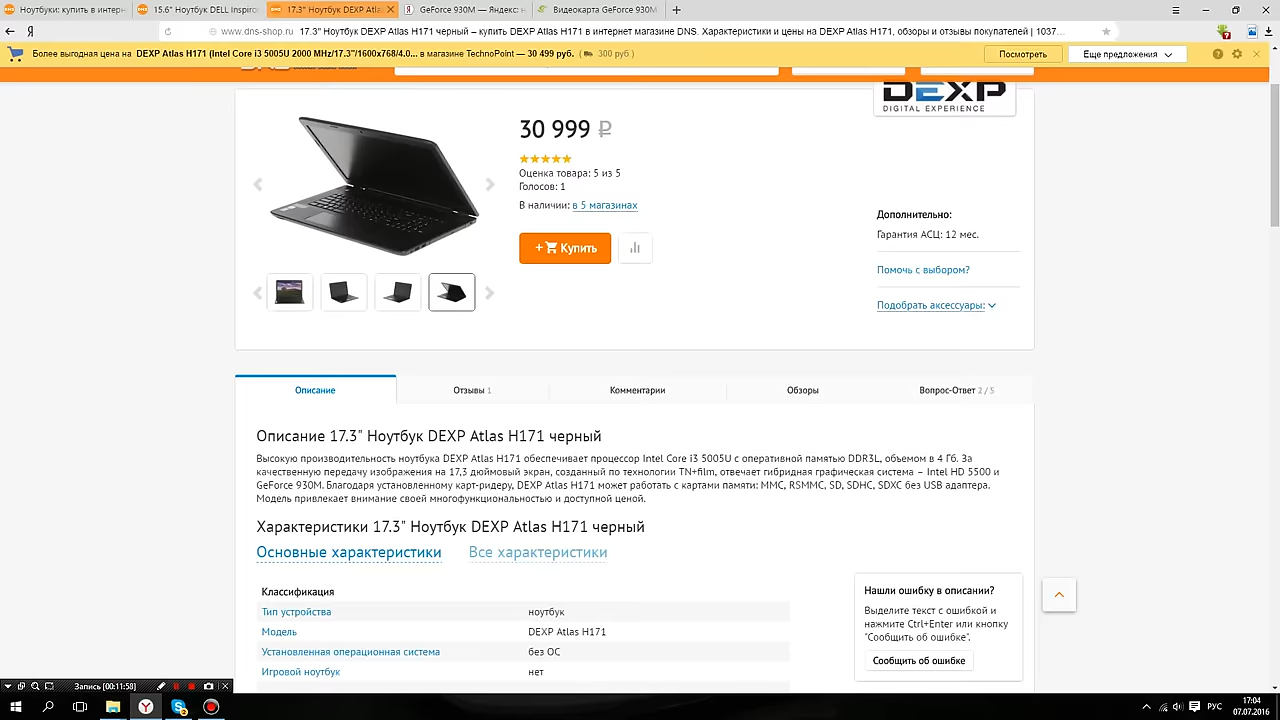 Ноутбуки: купить в интерн
15.6" Ноутбук DELL Inspiro
17.3" Ноутбук DEXP Atlas
GeForce 930M — Яндекс: н
Видеокарта GeForce 930M
www.dns-shop.ru 17.3" Ноутбук DEXP Atlas H171 черный – купить DEXP Atlas H171 в интернет магазине DNS. Характеристики и цены на DEXP Atlas H171, обзоры и отзывы покупателей | 1037...
Более выгодная цена на DEXP Atlas H171 (Intel Core i3 5005U 2000 MHz/17.3"/1600x768/4.0... в магазине TechnoPoint — 30 499 руб. ( 300 руб )
Посмотреть
Еще предложения
DEXP
DIGITAL EXPERIENCE
30 999 ₽
Оценка товара: 5 из 5
Голосов: 1
В наличии: в 5 магазинах
+ Купить
Дополнительно:
Гарантия АСЦ: 12 мес.
Помочь с выбором?
Подобрать аксессуары:
Описание
Отзывы 1
Комментарии
Обзоры
Вопрос-Ответ 2 / 5
Описание 17.3" Ноутбук DEXP Atlas H171 черный
Высокую производительность ноутбука DEXP Atlas H171 обеспечивает процессор Intel Core i3 5005U с оперативной памятью DDR3L, объемом в 4 Гб. За
качественную передачу изображения на 17,3 дюймовый экран, созданный по технологии TN+film, отвечает гибридная графическая система – Intel HD 5500 и
GeForce 930M. Благодаря установленному карт-ридеру, DEXP Atlas H171 может работать с картами памяти: MMC, RSMMC, SD, SDHC, SDXC без USB адаптера.
Модель привлекает внимание своей многофункциональностью и доступной ценой.
Характеристики 17.3" Ноутбук DEXP Atlas H171 черный
Основные характеристики
Все характеристики
Классификация
Тип устройства ноутбук
Модель DEXP Atlas H171
Установленная операционная система без ОС
Игровой ноутбук нет
Нашли ошибку в описании?
Выделите текст с ошибкой и
нажмите Ctrl+Enter или кнопку
"Сообщить об ошибке".
Сообщить об ошибке
Запись [00:11:58]
РУС
17:04
07.07.2016